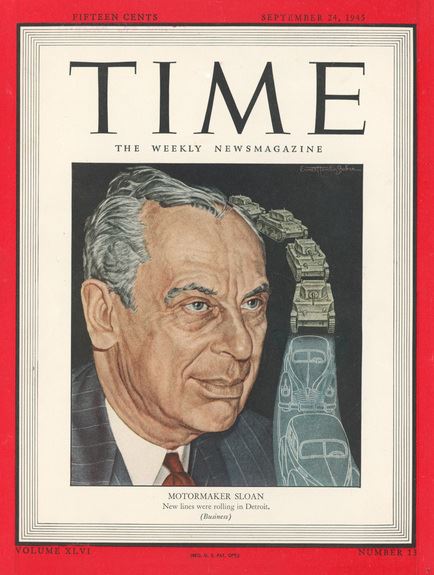 FIFTEEN CENTS SEPTEMBER 24, 1945
TIME
THE WEEKLY NEWSMAGAZINE
MOTORMAKER SLOAN
New lines were rolling in Detroit.
(Business)
VOLUME XLVI REG. U. S. PAT. OFF. NUMBER 13